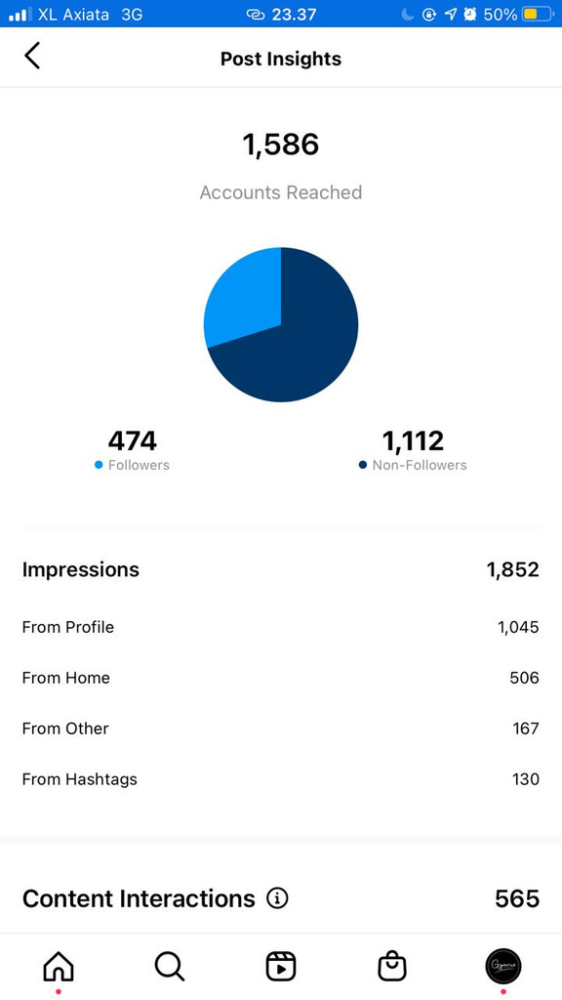 XL Axiata 3G 23.37 50%
Post Insights
1,586
Accounts Reached
474 1,112
Followers Non-Followers
Impressions 1,852
From Profile 1,045
From Home 506
From Other 167
From Hashtags 130
Content Interactions 565